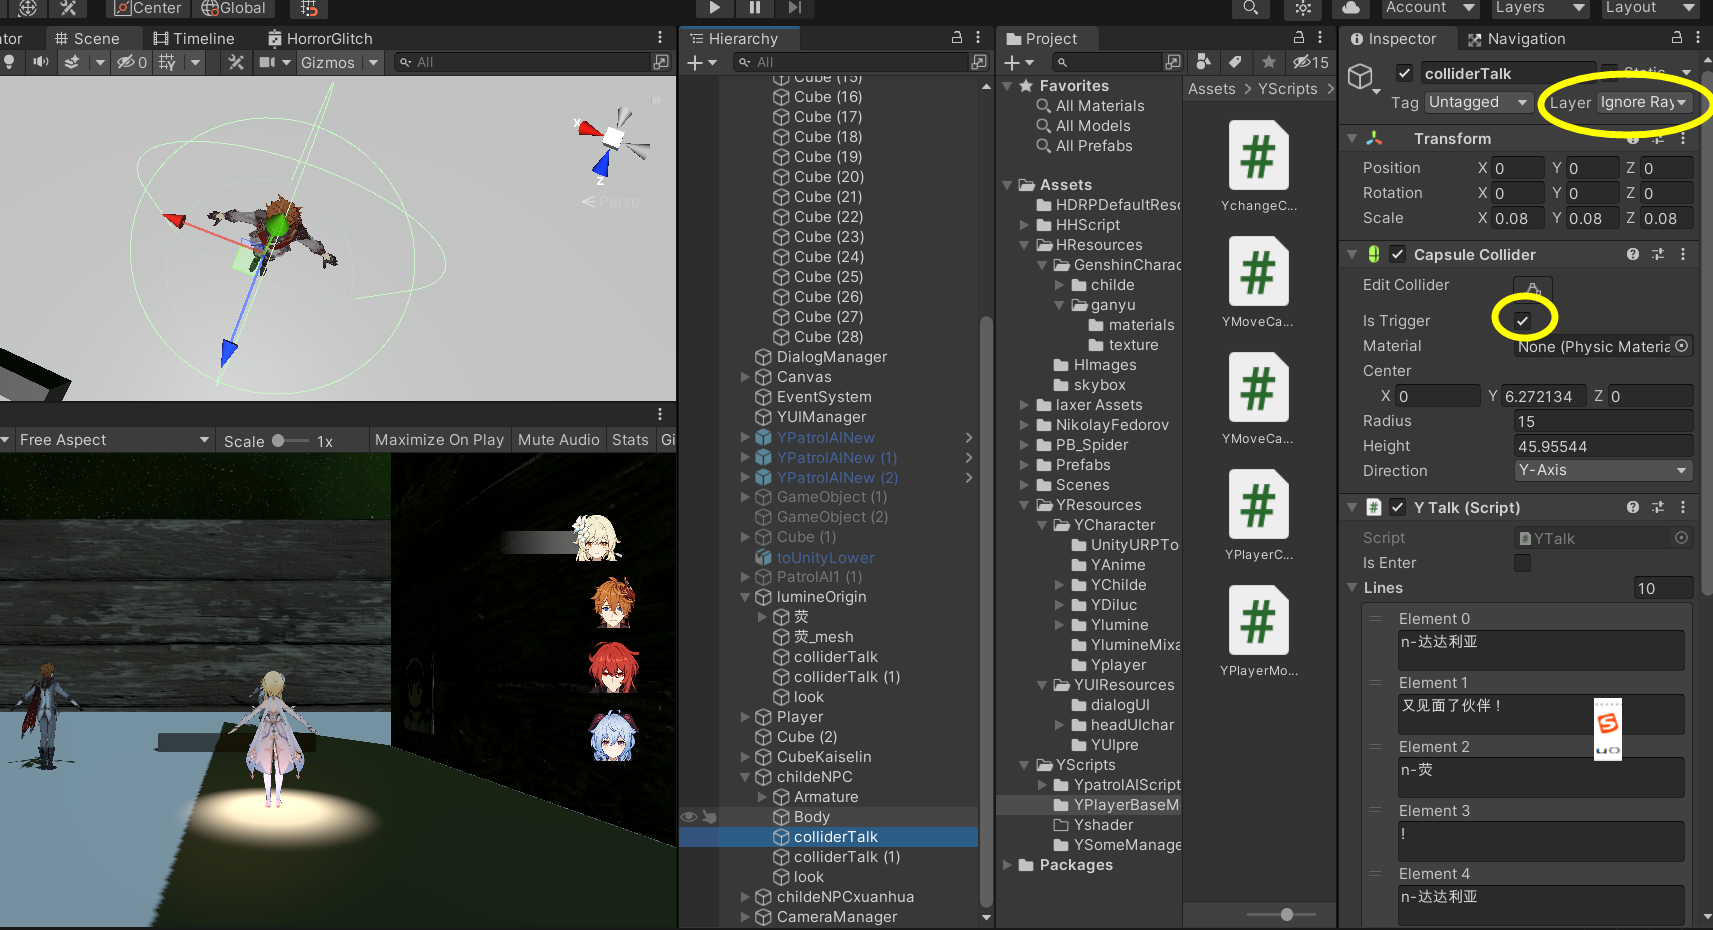 Center
Global
Account
Layers
Layout
Scene
Timeline
HorrorGlitch
Hierarchy
Project
Inspector
Navigation
0
Gizmos
All
All
15
Cube (15)
Cube (16)
Cube (17)
Cube (18)
Cube (19)
Cube (20)
Cube (21)
Cube (22)
Cube (23)
Cube (24)
Cube (25)
Cube (26)
Cube (27)
Cube (28)
DialogManager
Canvas
EventSystem
YUIManager
YPatrolAINew
YPatrolAINew (1)
YPatrolAINew (2)
GameObject (1)
GameObject (2)
Cube (1)
toUnityLower
PatrolAI1 (1)
lumineOrigin
荧
荧_mesh
colliderTalk
colliderTalk (1)
look
Player
Cube (2)
CubeKaiselin
childeNPC
Armature
Body
colliderTalk
colliderTalk (1)
look
childeNPCxuanhua
CameraManager
x
z
Persp
Free Aspect
Scale
1x
Maximize On Play
Mute Audio
Stats
Gi
Favorites
All Materials
All Models
All Prefabs
Assets
HDRPDefaultReso
HHScript
HResources
GenshinCharac
childe
ganyu
materials
texture
HImages
skybox
laxer Assets
NikolayFedorov
PB_Spider
Prefabs
Scenes
YResources
YCharacter
UnityURPTo
YAnime
YChilde
YDiluc
Ylumine
YlumineMixa
Yplayer
YUIResources
dialogUI
headUIchar
YUIpre
YScripts
YpatrolAIScript
YPlayerBaseM
Yshader
YSomeManage
Packages
Assets > YScripts >
YchangeC...
YMoveCa...
YMoveCa...
YPlayerC...
YPlayerMo...
colliderTalk
Static
Tag
Untagged
Layer
Ignore Ray
Transform
Position X 0 Y 0 Z 0
Rotation X 0 Y 0 Z 0
Scale X 0.08 Y 0.08 Z 0.08
Capsule Collider
Edit Collider
Is Trigger
Material
None (Physic Materia
Center
X 0 Y 6.272134 Z 0
Radius 15
Height 45.95544
Direction Y-Axis
Y Talk (Script)
Script YTalk
Is Enter
Lines 10
Element 0
n-达达利亚
Element 1
又见面了伙伴！
Element 2
n-荧
Element 3
!
Element 4
n-达达利亚